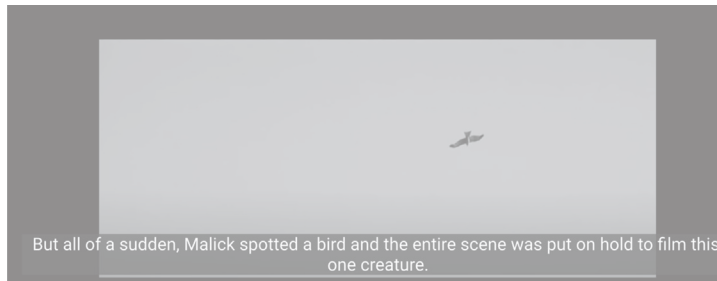 But all of a sudden, Malick spotted a bird and the entire scene was put on hold to film this
one creature.